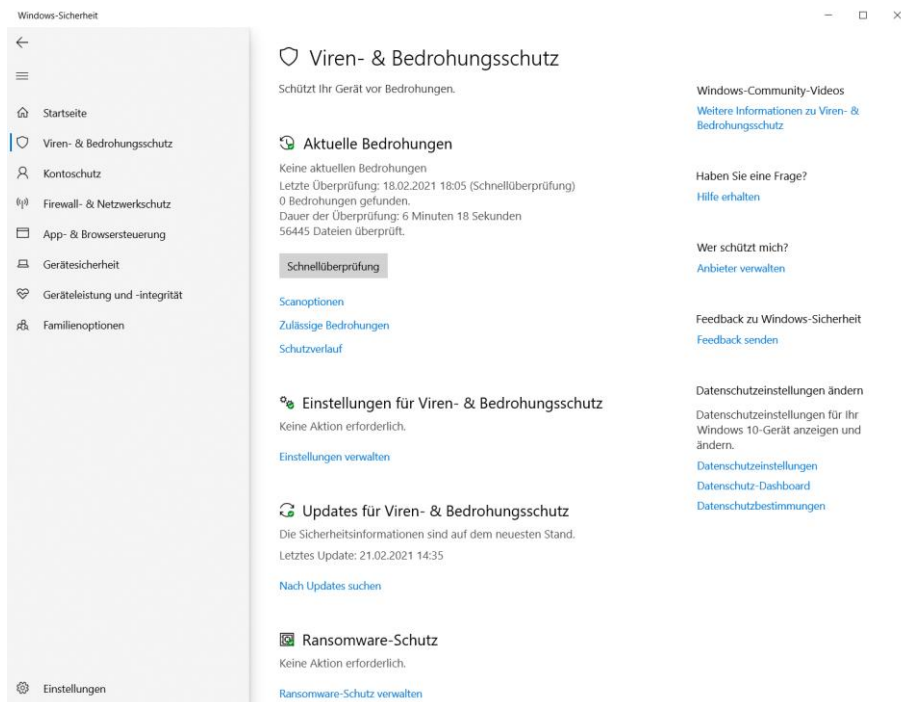 Windows-Sicherheit
Startseite
Viren- & Bedrohungsschutz
Kontoschutz
Firewall- & Netzwerkschutz
App- & Browsersteuerung
Gerätesicherheit
Geräteleistung und -integrität
Familienoptionen
Einstellungen
Viren- & Bedrohungsschutz
Schützt Ihr Gerät vor Bedrohungen.
Aktuelle Bedrohungen
Keine aktuellen Bedrohungen
Letzte Überprüfung: 18.02.2021 18:05 (Schnellüberprüfung)
0 Bedrohungen gefunden.
Dauer der Überprüfung: 6 Minuten 18 Sekunden
56445 Dateien überprüft.
Schnellüberprüfung
Scanoptionen
Zulässige Bedrohungen
Schutzverlauf
Einstellungen für Viren- & Bedrohungsschutz
Keine Aktion erforderlich.
Einstellungen verwalten
Updates für Viren- & Bedrohungsschutz
Die Sicherheitsinformationen sind auf dem neuesten Stand.
Letztes Update: 21.02.2021 14:35
Nach Updates suchen
Ransomware-Schutz
Keine Aktion erforderlich.
Ransomware-Schutz verwalten
Windows-Community-Videos
Weitere Informationen zu Viren- &
Bedrohungsschutz
Haben Sie eine Frage?
Hilfe erhalten
Wer schützt mich?
Anbieter verwalten
Feedback zu Windows-Sicherheit
Feedback senden
Datenschutzeinstellungen ändern
Datenschutzeinstellungen für Ihr
Windows 10-Gerät anzeigen und
ändern.
Datenschutzeinstellungen
Datenschutz-Dashboard
Datenschutzbestimmungen